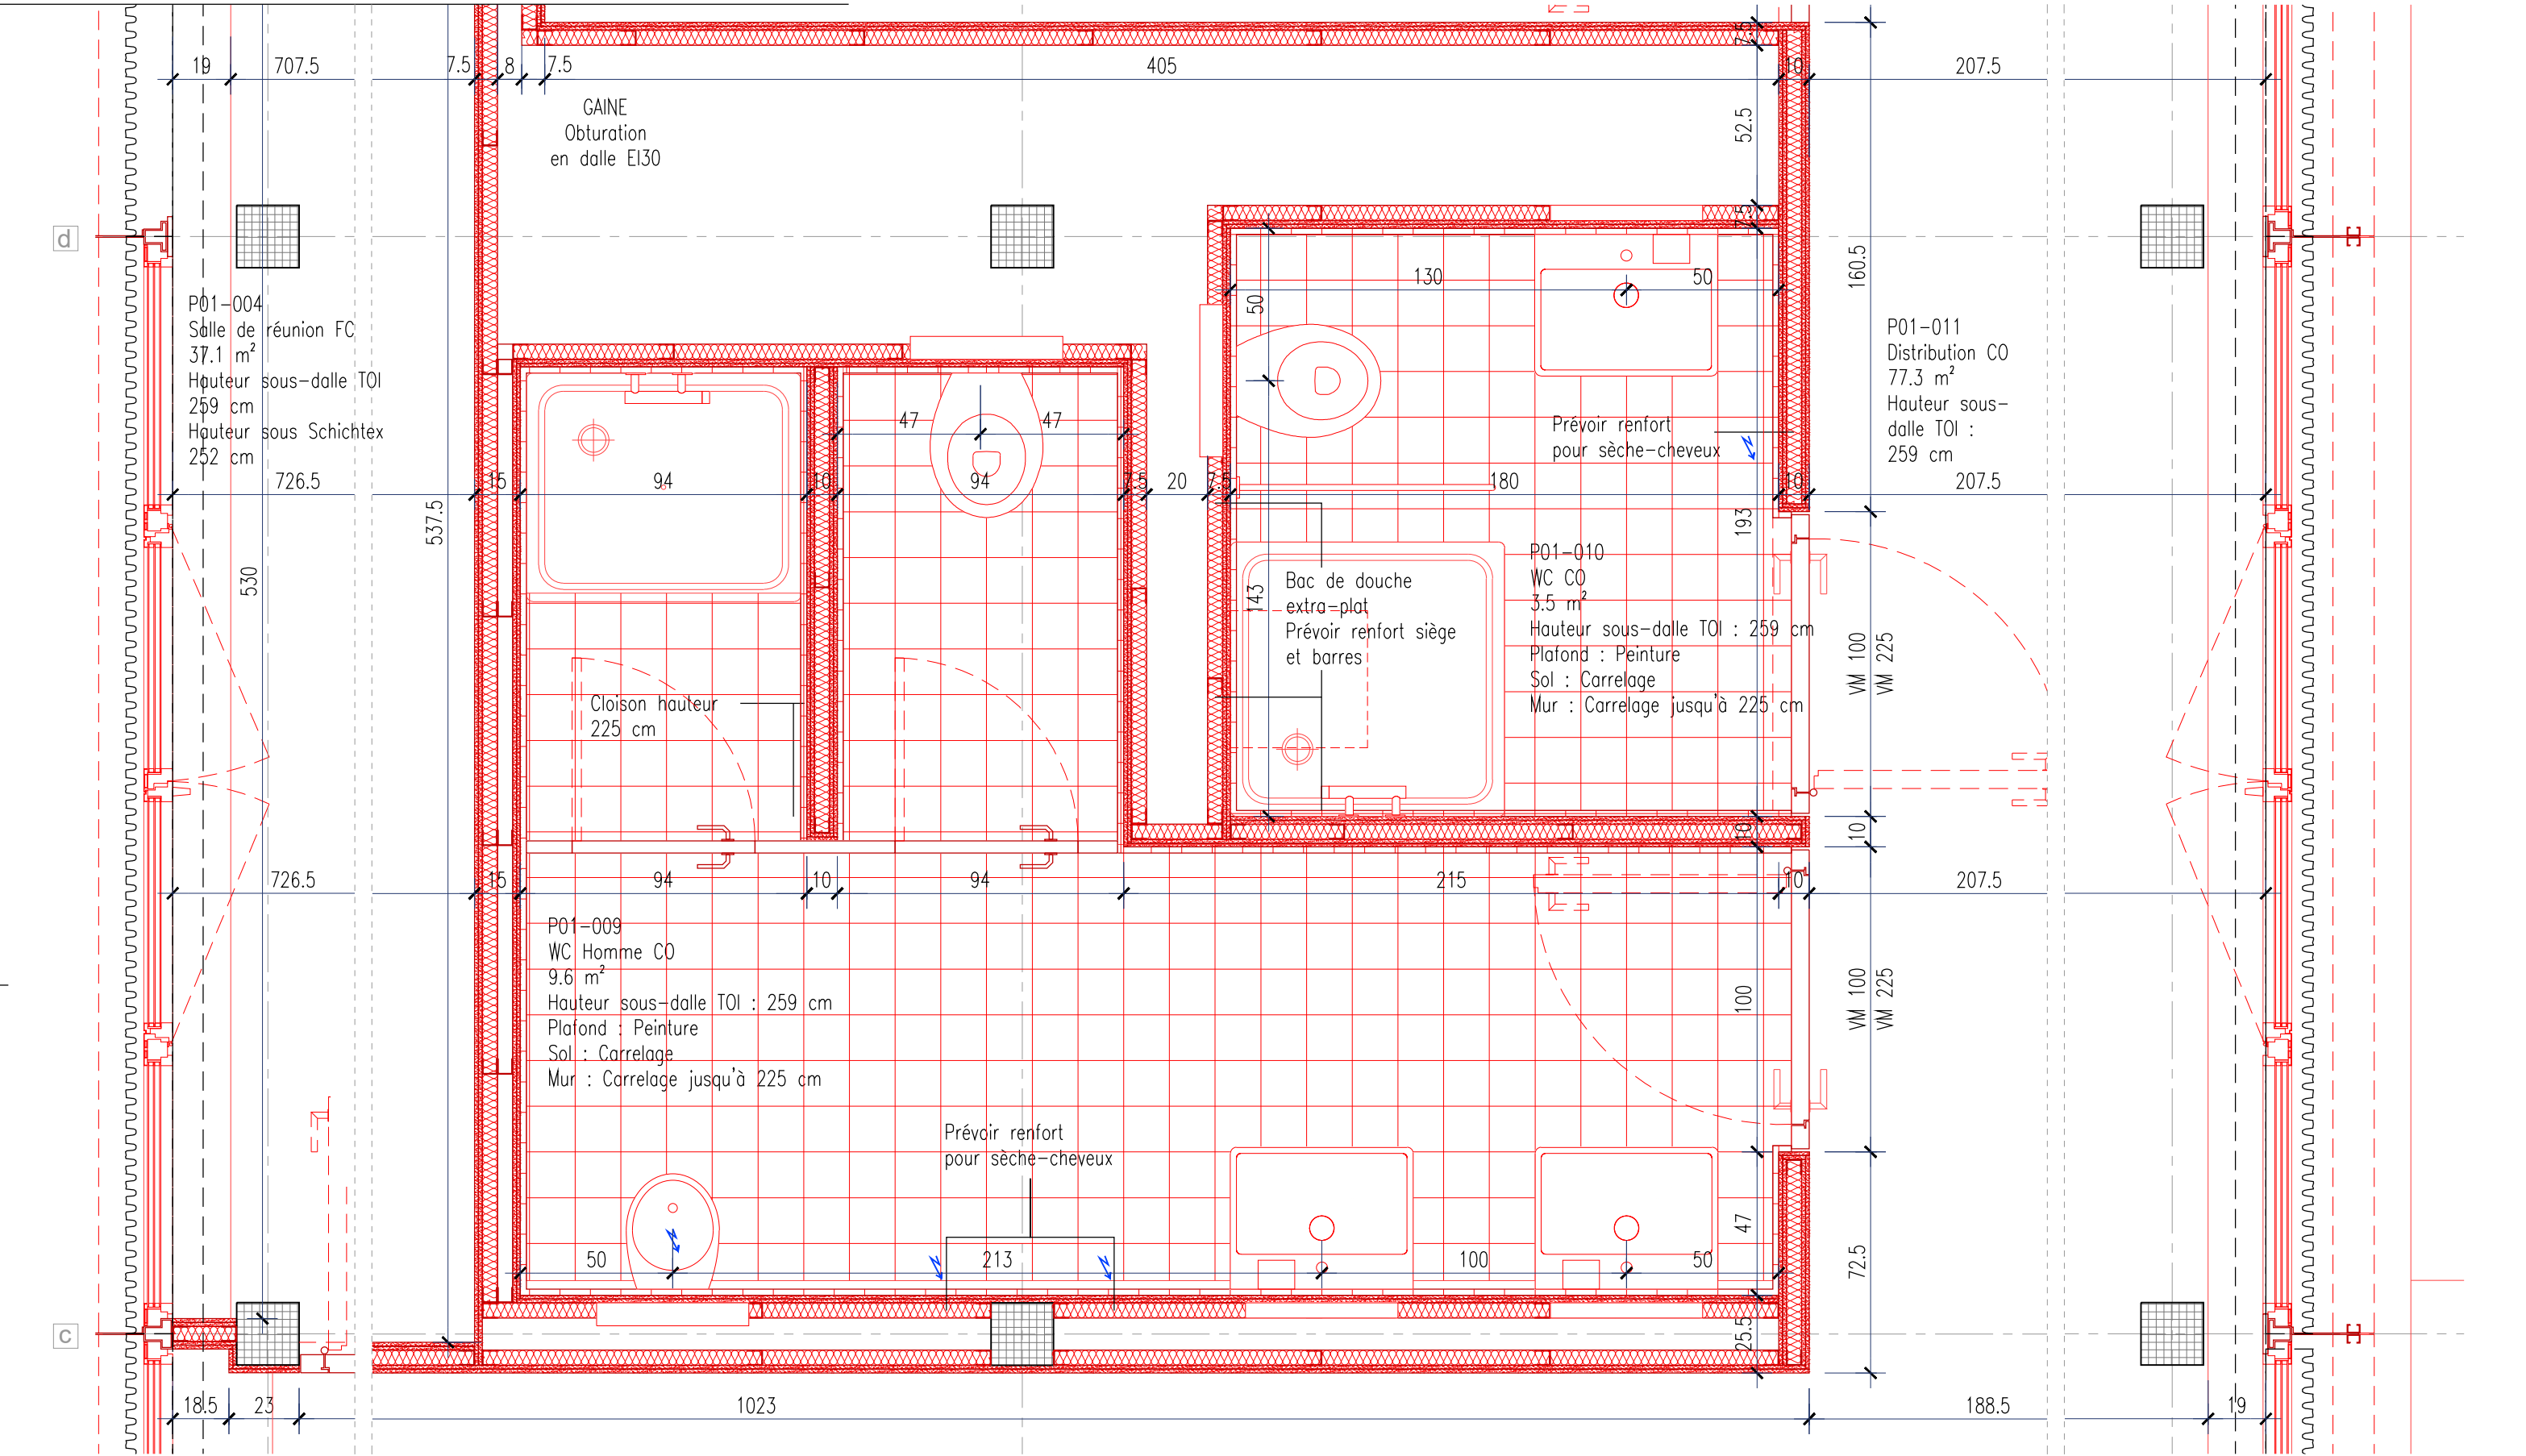 19
707.5
7.5
8
7.5
405
7.5
10
207.5
GAINE
Obturation
en dalle EI30
52.5
7.5
d
160.5
130
50
50
P01-004
Salle de réunion FC
37.1 m²
Hauteur sous-dalle TOI
259 cm
Hauteur sous Schichtex
252 cm
P01-011
Distribution CO
77.3 m²
Hauteur sous-
dalle TOI :
259 cm
47
47
Prévoir renfort
pour sèche-cheveux
726.5
15
94
10
94
7.5
20
7.5
180
10
207.5
537.5
530
193
143
P01-010
WC CO
3.5 m²
Hauteur sous-dalle TOI : 259 cm
Plafond : Peinture
Sol : Carrelage
Mur : Carrelage jusqu'à 225 cm
Bac de douche
extra-plat
Prévoir renfort siège
et barres
VM 100
VM 225
Cloison hauteur
225 cm
10
10
726.5
15
94
10
94
215
10
207.5
P01-009
WC Homme CO
9.6 m²
Hauteur sous-dalle TOI : 259 cm
Plafond : Peinture
Sol : Carrelage
Mur : Carrelage jusqu'à 225 cm
100
VM 100
VM 225
Prévoir renfort
pour sèche-cheveux
50
213
100
50
47
72.5
c
25.5
18.5
23
1023
188.5
19